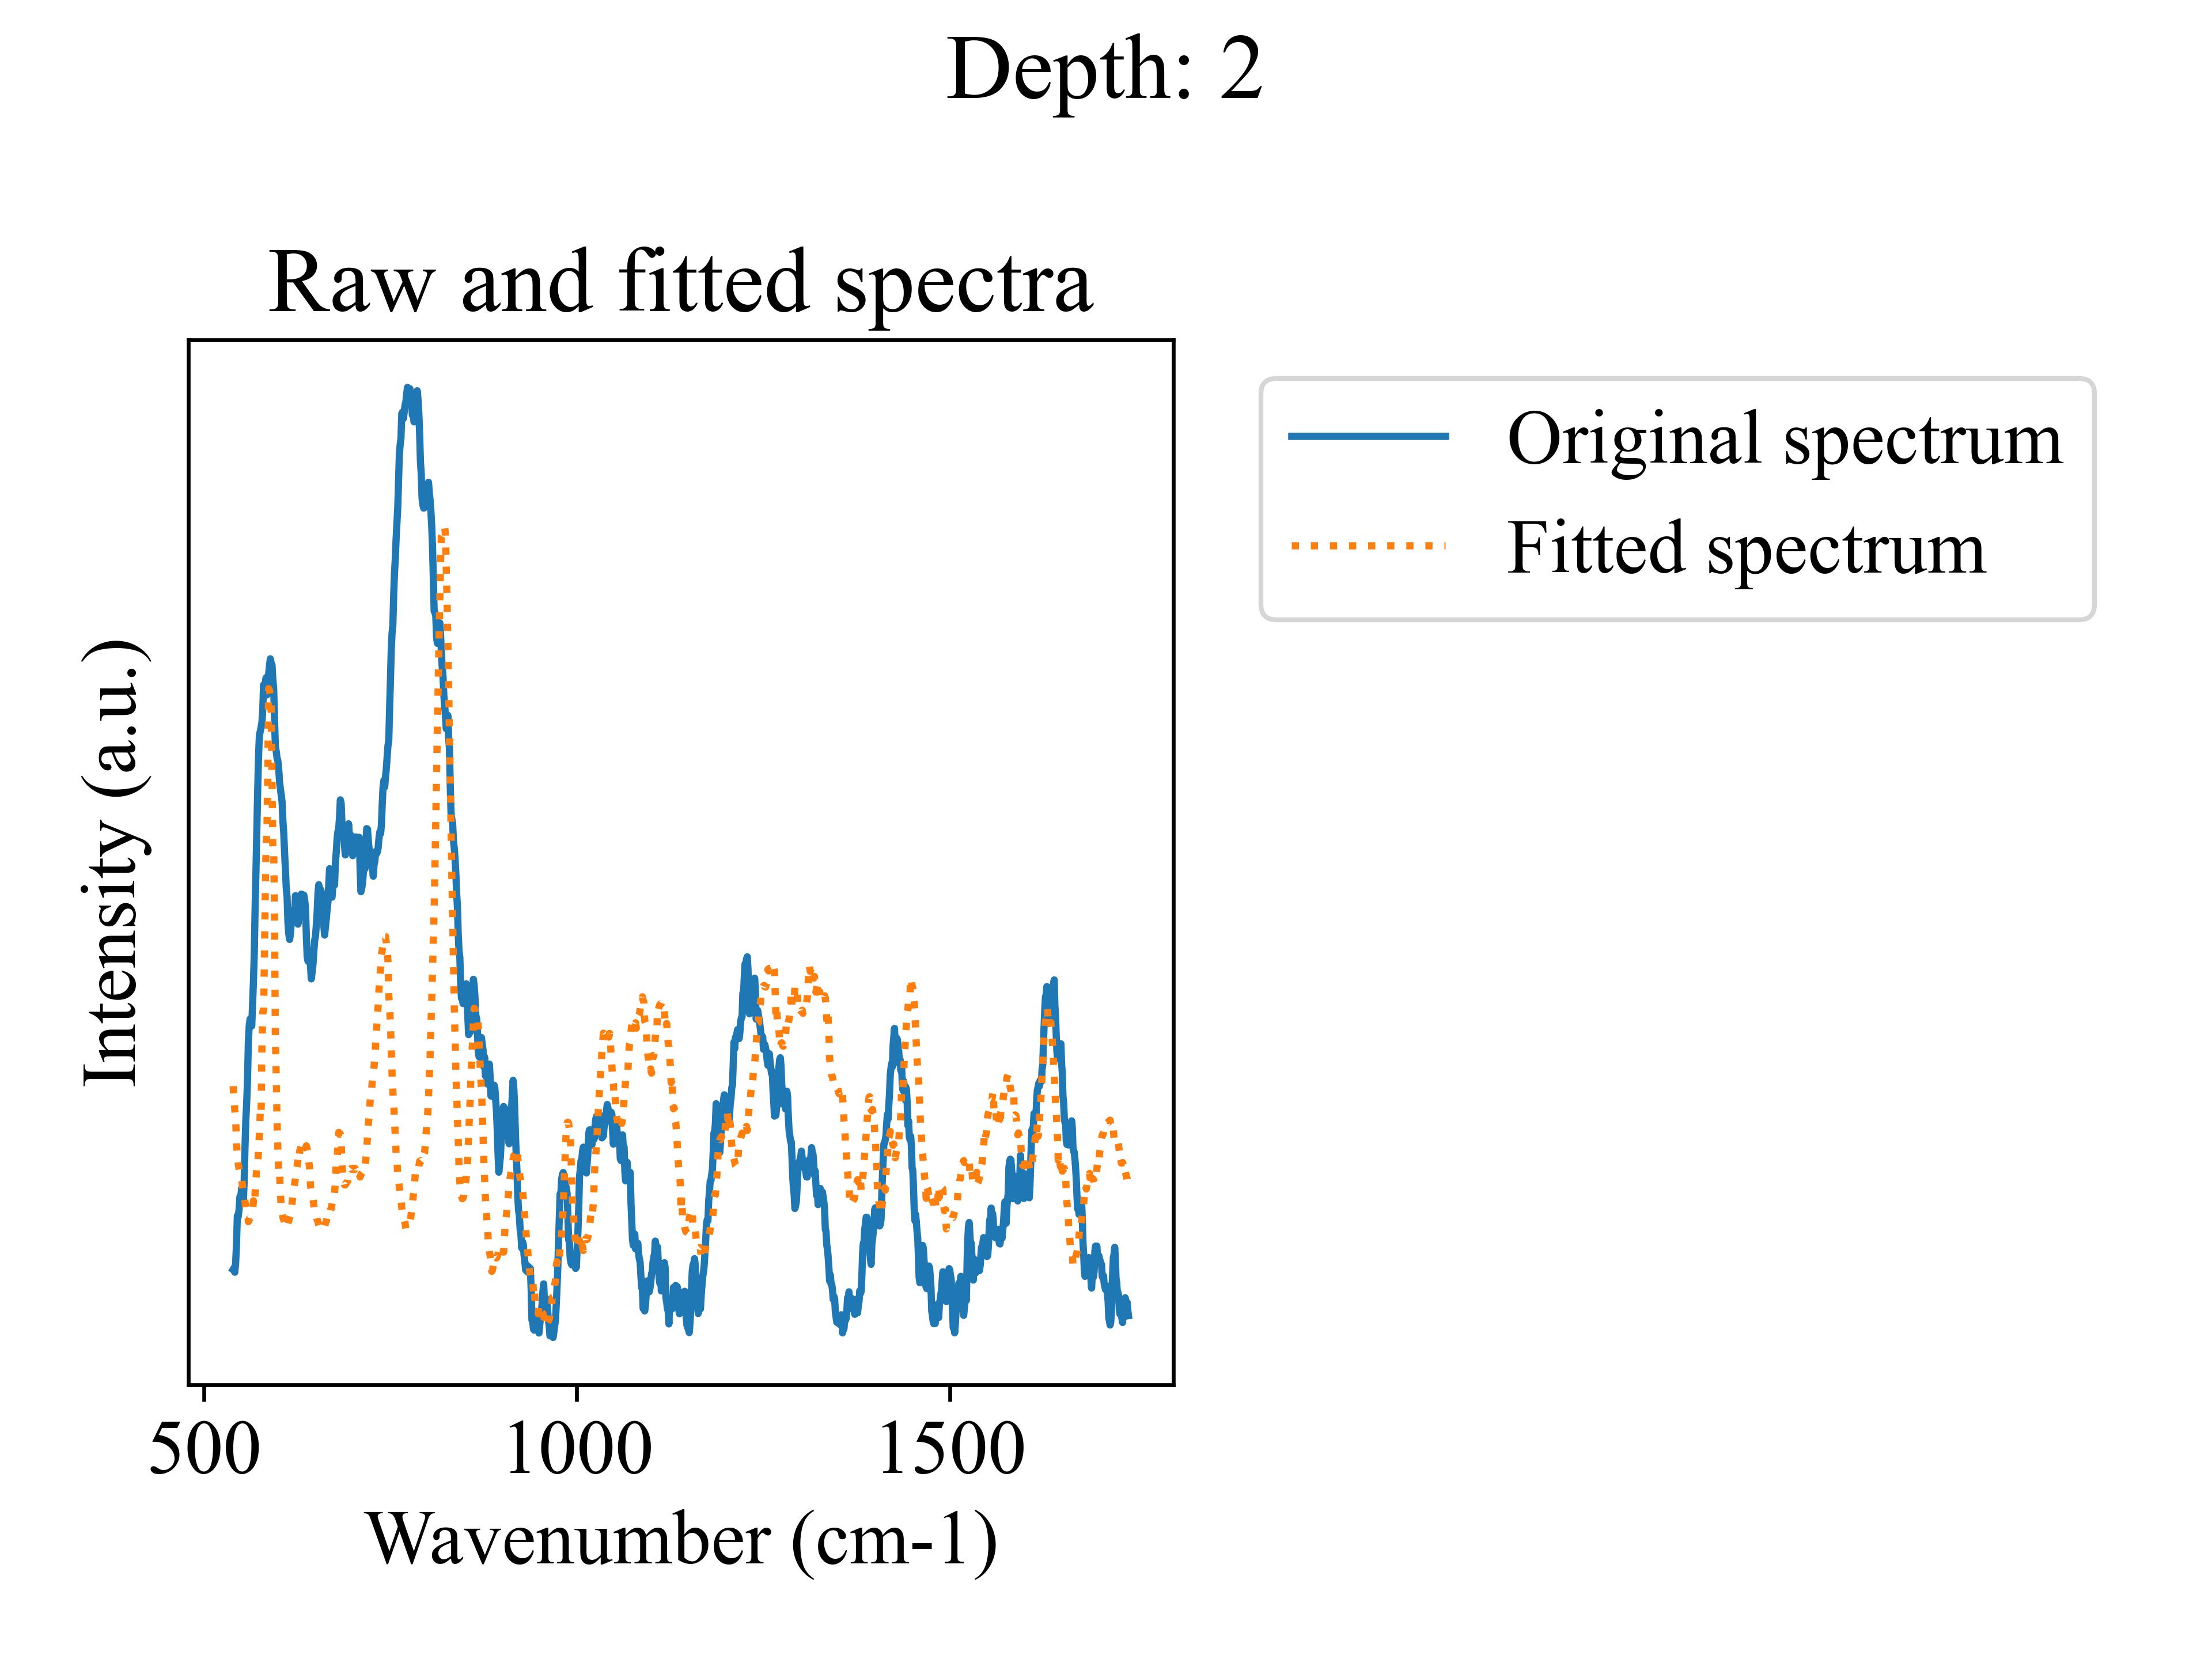 Depth: 2
Raw and fitted spectra
Original spectrum
Fitted spectrum
Intensity (a.u.)
500 1000 1500
Wavenumber (cm-1)